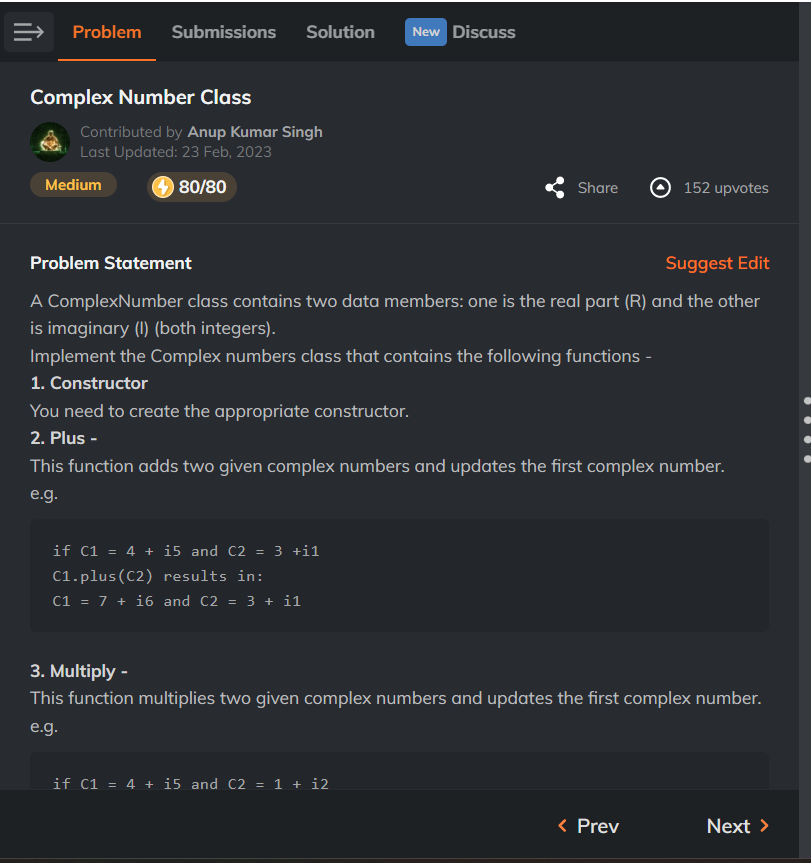 Problem Submissions Solution New Discuss
Complex Number Class
Contributed by Anup Kumar Singh
Last Updated: 23 Feb, 2023
Medium 80/80 Share 152 upvotes
Problem Statement Suggest Edit
A ComplexNumber class contains two data members: one is the real part (R) and the other
is imaginary (I) (both integers).
Implement the Complex numbers class that contains the following functions -
1. Constructor
You need to create the appropriate constructor.
2. Plus -
This function adds two given complex numbers and updates the first complex number.
e.g.
if C1 = 4 + i5 and C2 = 3 +i1
C1.plus(C2) results in:
C1 = 7 + i6 and C2 = 3 + i1
3. Multiply -
This function multiplies two given complex numbers and updates the first complex number.
e.g.
if C1 = 4 + i5 and C2 = 1 + i2
Prev Next